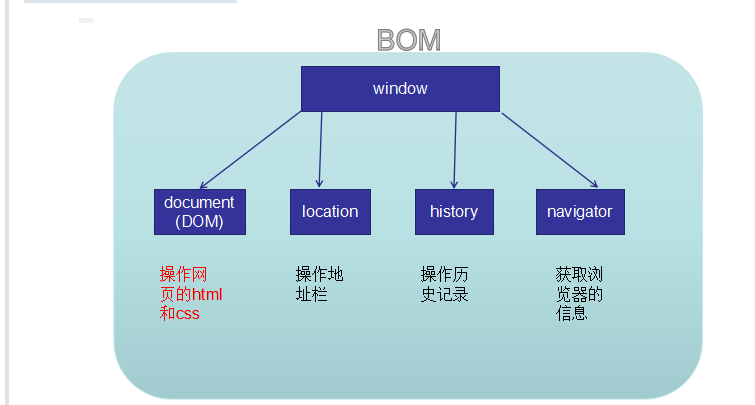 BOM
window
document
(DOM)
location
history
navigator
操作网
页的html
和css
操作地
址栏
操作历
史记录
获取浏
览器的
信息